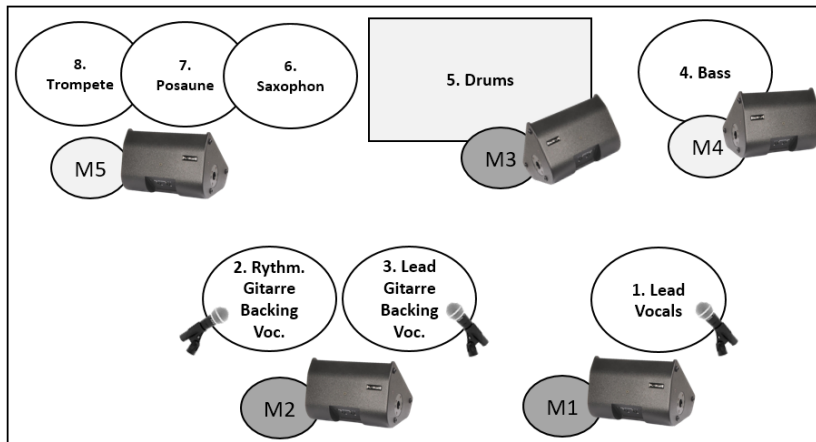 8.
Trompete
7.
Posaune
6.
Saxophon
5. Drums
4. Bass
M5
M3
M4
2. Rythm.
Gitarre
Backing
Voc.
3. Lead
Gitarre
Backing
Voc.
1. Lead
Vocals
M2
M1